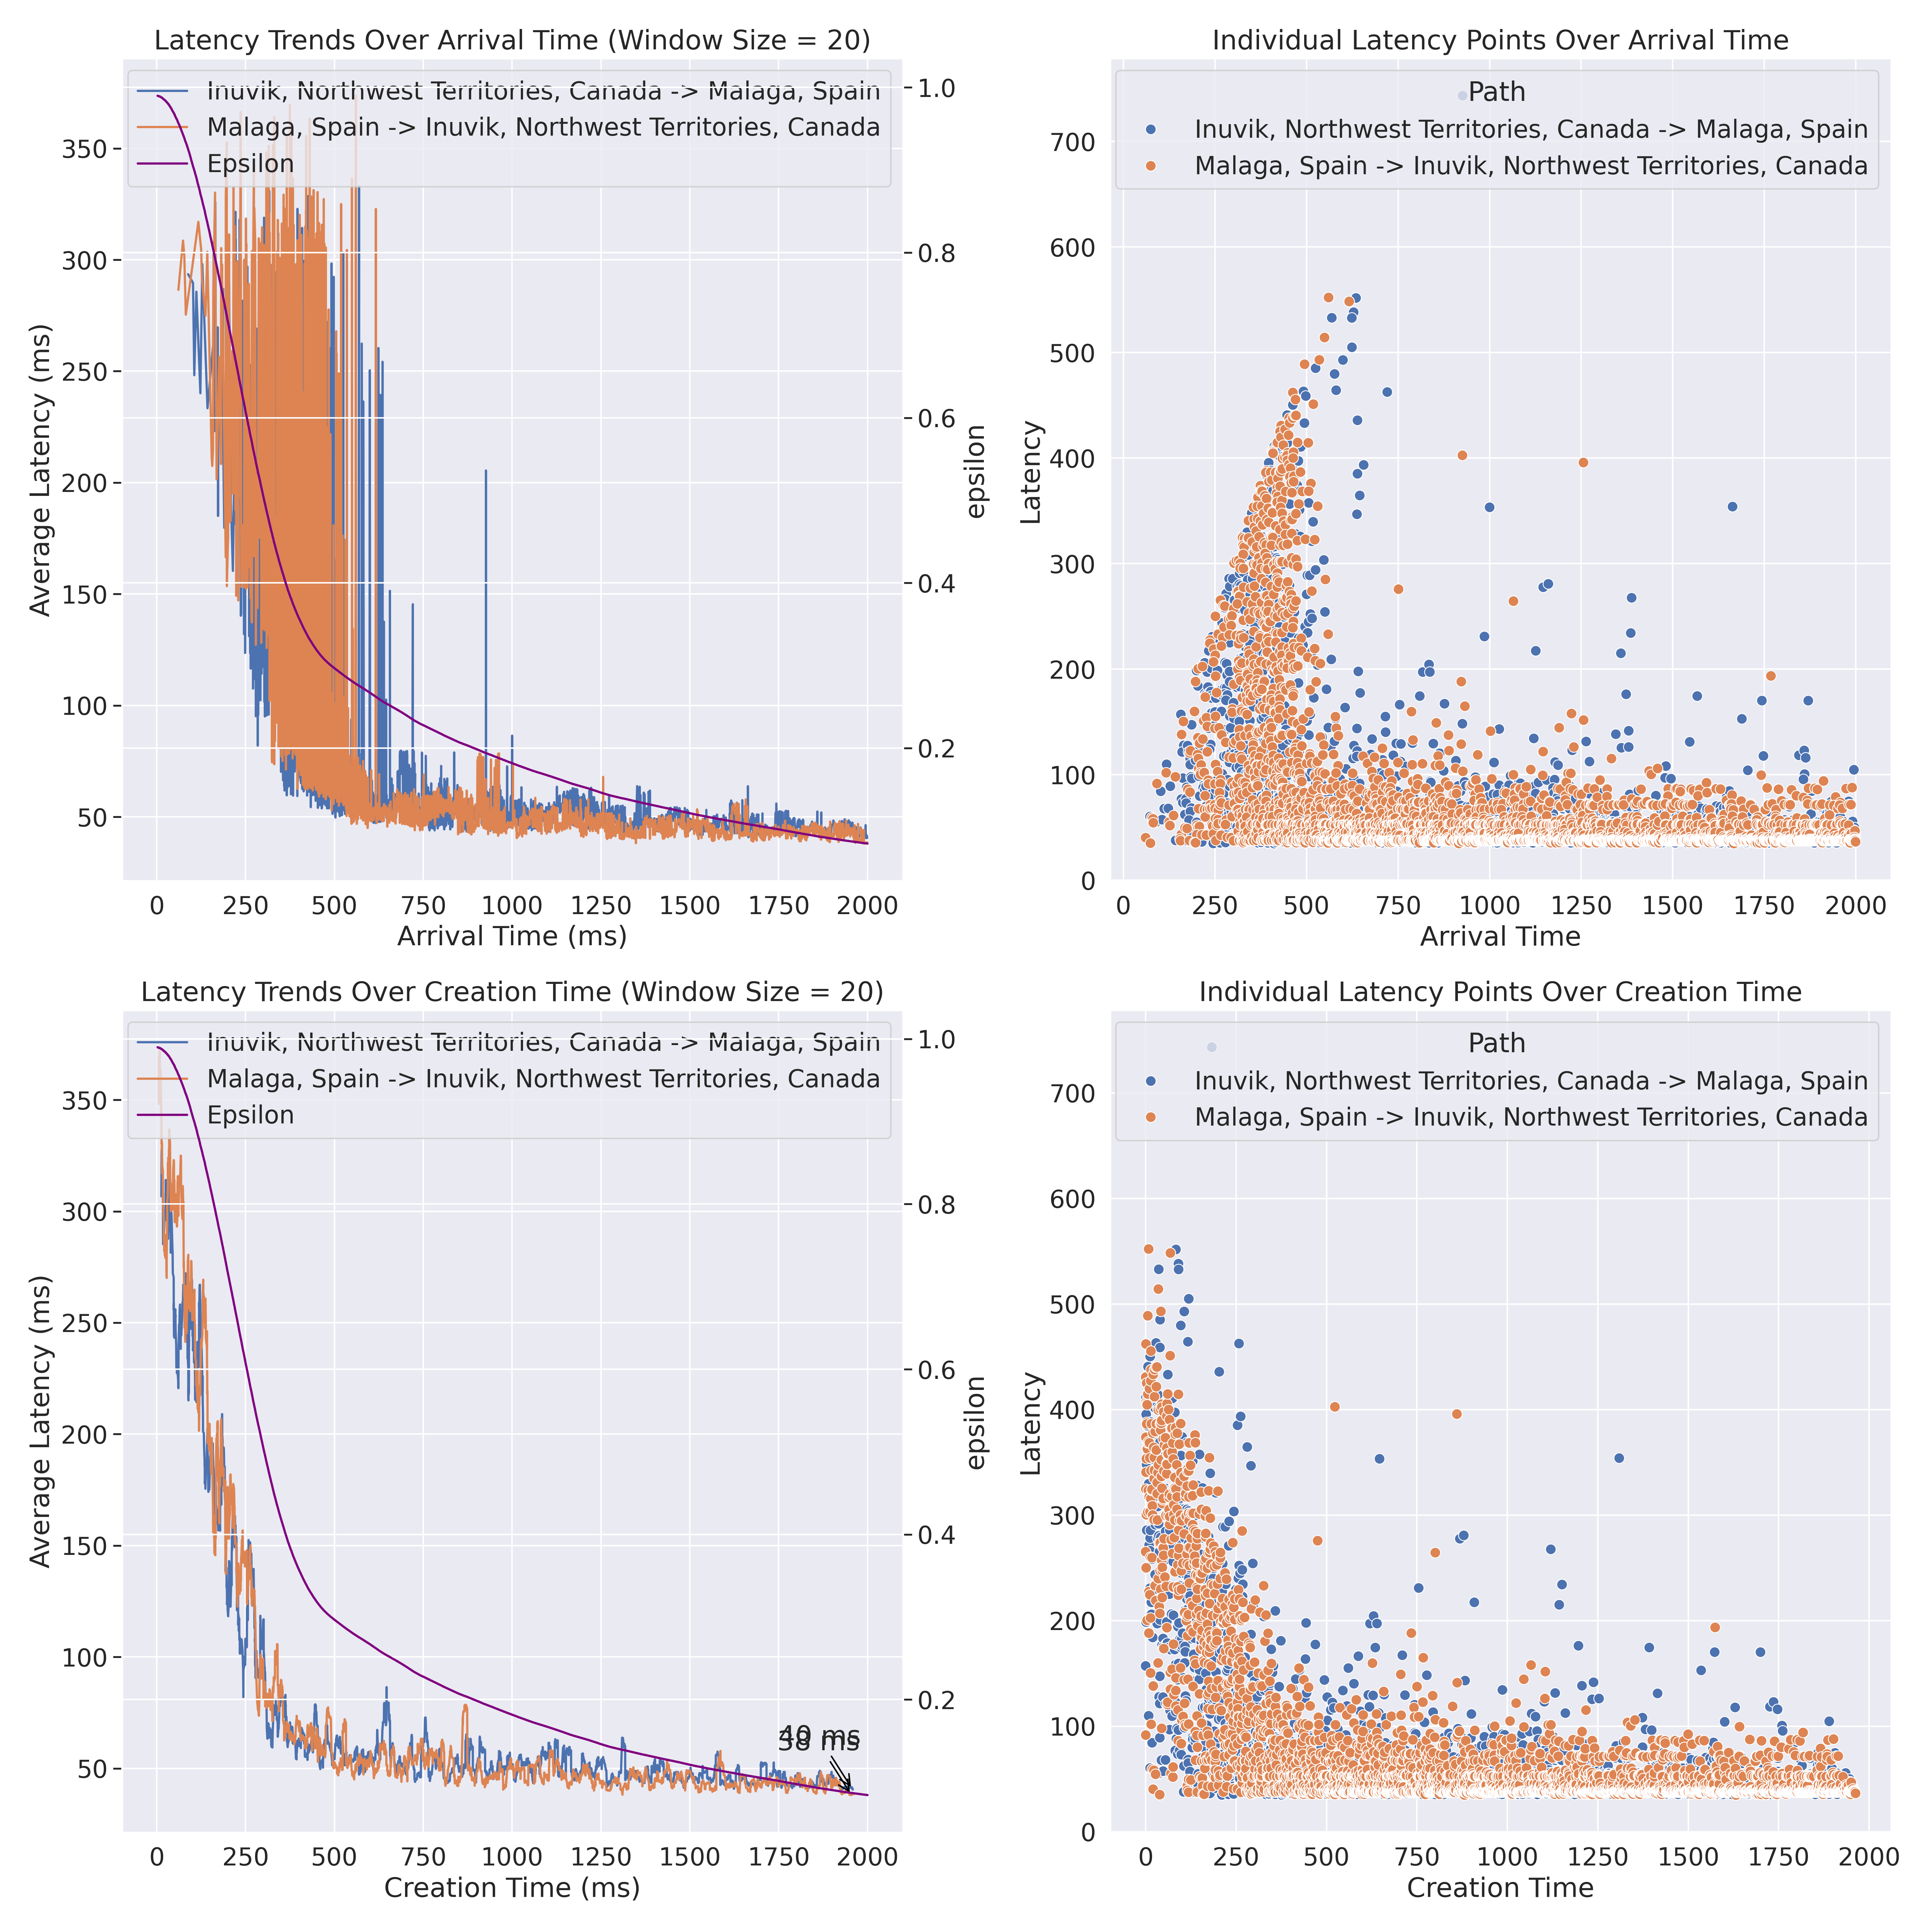 Latency Trends Over Arrival Time (Window Size = 20)
Inuvik, Northwest Territories, Canada -> Malaga, Spain
Malaga, Spain -> Inuvik, Northwest Territories, Canada
Epsilon
Average Latency (ms)
350
300
250
200
150
100
50
1.0
0.8
0.6
0.4
0.2
epsilon
0 250 500 750 1000 1250 1500 1750 2000
Arrival Time (ms)
Individual Latency Points Over Arrival Time
Path
Inuvik, Northwest Territories, Canada -> Malaga, Spain
Malaga, Spain -> Inuvik, Northwest Territories, Canada
Latency
700
600
500
400
300
200
100
0
0 250 500 750 1000 1250 1500 1750 2000
Arrival Time
Latency Trends Over Creation Time (Window Size = 20)
Inuvik, Northwest Territories, Canada -> Malaga, Spain
Malaga, Spain -> Inuvik, Northwest Territories, Canada
Epsilon
Average Latency (ms)
350
300
250
200
150
100
50
1.0
0.8
0.6
0.4
0.2
epsilon
40 ms
38 ms
0 250 500 750 1000 1250 1500 1750 2000
Creation Time (ms)
Individual Latency Points Over Creation Time
Path
Inuvik, Northwest Territories, Canada -> Malaga, Spain
Malaga, Spain -> Inuvik, Northwest Territories, Canada
Latency
700
600
500
400
300
200
100
0
0 250 500 750 1000 1250 1500 1750 2000
Creation Time